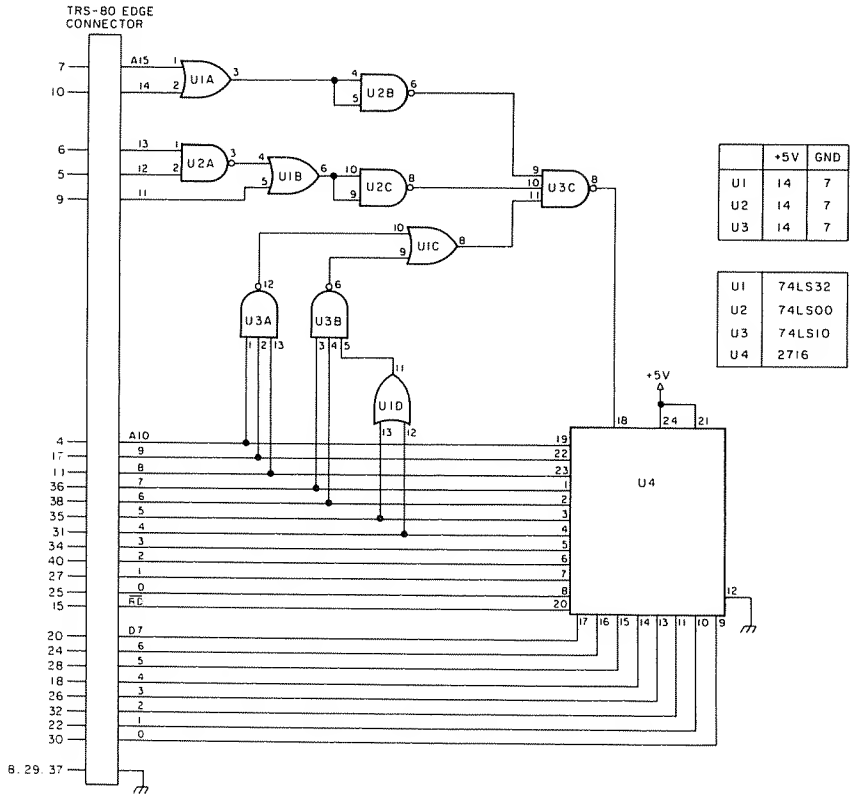 TRS-80 EDGE
CONNECTOR
7 A15 1 U1A 3 4 U2B 6
10 14 2 5
6 13 1 U2A 3 4 U1B 6 10 U2C 8 9 U3C 8
5 12 2 5 9 10
9 11 11
10 U1C 8
9
12 6
U3A U3B
1 2 13 3 4 5
11
U1D
13 12
+5V GND
U1 14 7
U2 14 7
U3 14 7
U1 74LS32
U2 74LS00
U3 74LS10
U4 2716
+5V
18 24 21
4 A10 19
17 9 22
11 8 23
36 7 1
38 6 2
35 5 3
31 4 4
34 3 5
40 2 6
27 1 7
25 0 8
15 RD 20
U4
12
17 16 15 14 13 11 10 9
20 D7
24 6
28 5
18 4
26 3
32 2
22 1
30 0
8. 29. 37